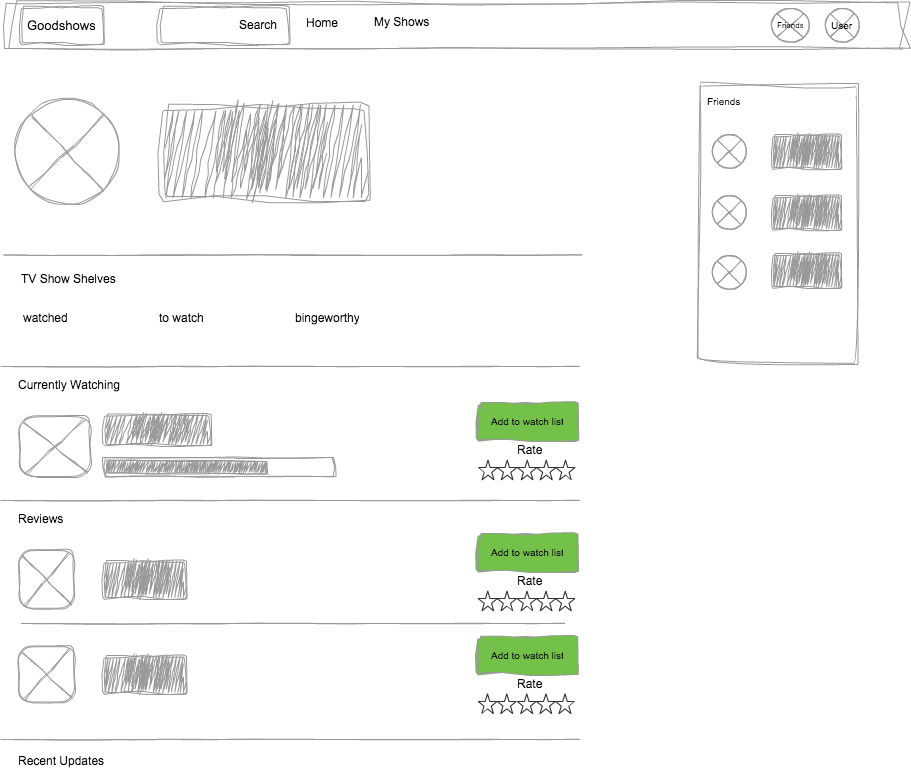 Goodshows
Search
Home
My Shows
Friends
User
Friends
TV Show Shelves
watched
to watch
bingeworthy
Currently Watching
Add to watch list
Rate
Reviews
Add to watch list
Rate
Add to watch list
Rate
Recent Updates